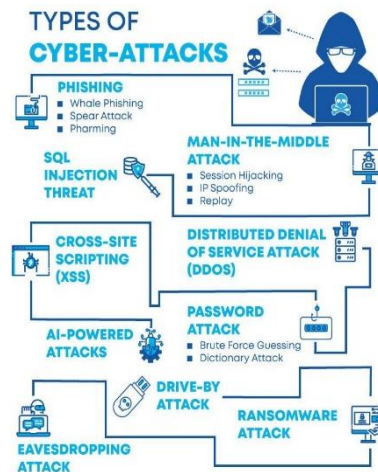 TYPES OF
CYBER-ATTACKS
PHISHING
Whale Phishing
Spear Attack
Pharming
MAN-IN-THE-MIDDLE
ATTACK
Session Hijacking
IP Spoofing
Replay
SQL
INJECTION
THREAT
CROSS-SITE
SCRIPTING
(XSS)
DISTRIBUTED DENIAL
OF SERVICE ATTACK
(DDOS)
AI-POWERED
ATTACKS
PASSWORD
ATTACK
Brute Force Guessing
Dictionary Attack
DRIVE-BY
ATTACK
RANSOMWARE
ATTACK
EAVESDROPPING
ATTACK